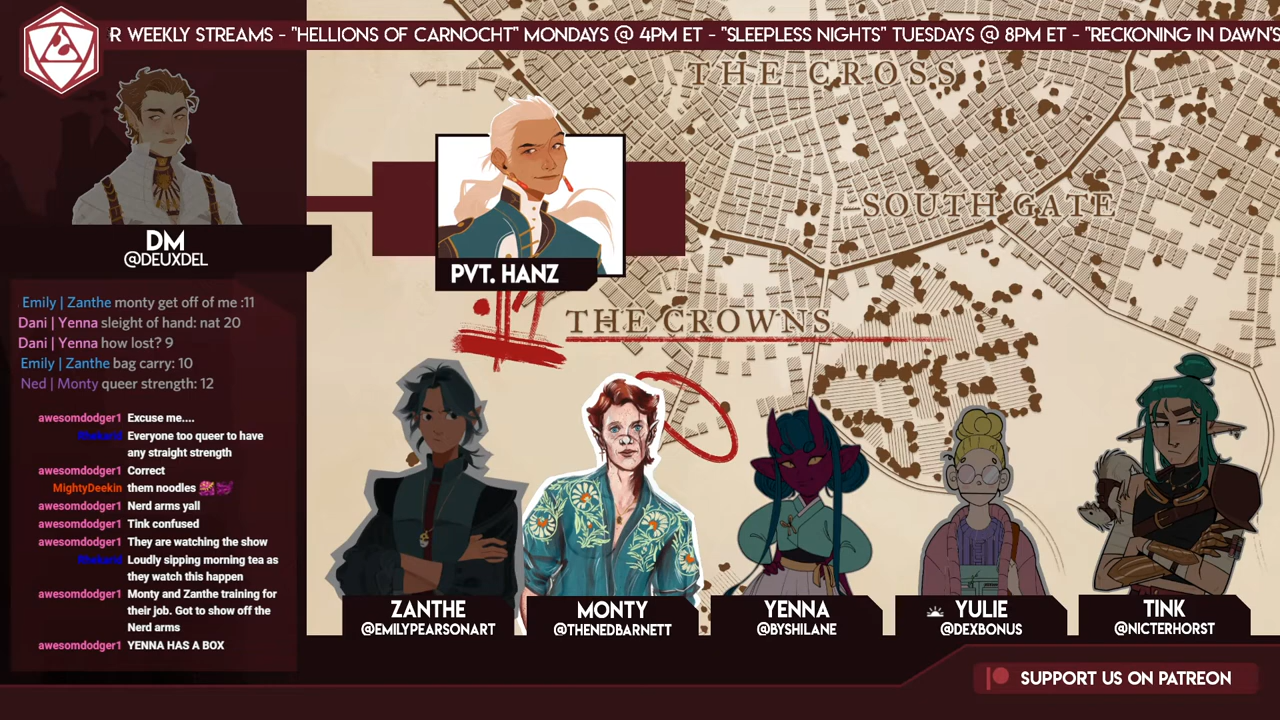 R WEEKLY STREAMS - "HELLIONS OF CARNOCHT" MONDAYS @ 4PM ET - "SLEEPLESS NIGHTS" TUESDAYS @ 8PM ET - "RECKONING IN DAWN'S
THE CROSS
SOUTH GATE
THE CROWNS
DM
@DEUXDEL
PVT. HANZ
Emily | Zanthe monty get off of me :11
Dani | Yenna sleight of hand: nat 20
Dani | Yenna how lost? 9
Emily | Zanthe bag carry: 10
Ned | Monty queer strength: 12
awesomdodger1 Excuse me....
Everyone too queer to have
any straight strength
awesomdodger1 Correct
MightyDeekin them noodles
awesomdodger1 Nerd arms yall
awesomdodger1 Tink confused
awesomdodger1 They are watching the show
Loudly sipping morning tea as
they watch this happen
awesomdodger1 Monty and Zanthe training for
their job. Got to show off the
Nerd arms
awesomdodger1 YENNA HAS A BOX
ZANTHE
@EMILYPEARSONART
MONTY
@THENEDBARNETT
YENNA
@BYSHILANE
YULIE
@DEXBONUS
TINK
@NICTERHORST
SUPPORT US ON PATREON